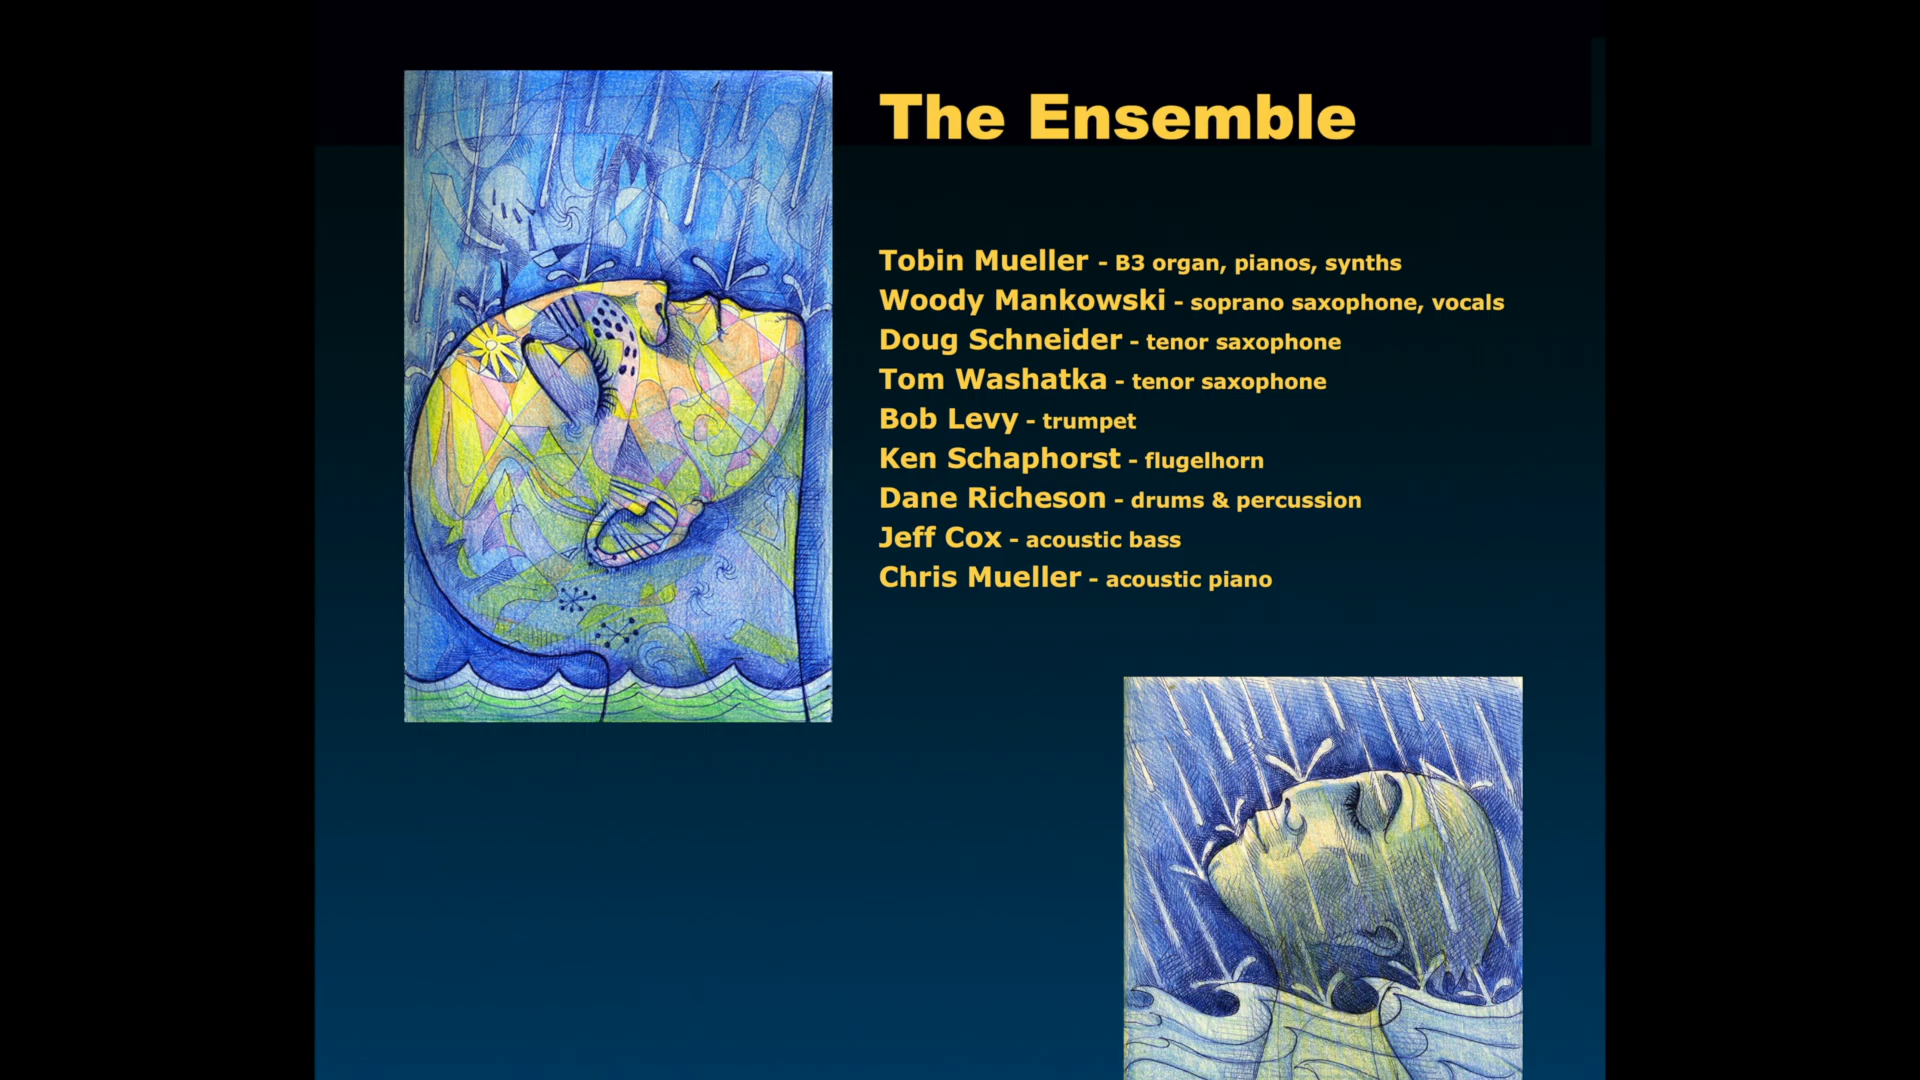 The Ensemble
Tobin Mueller - B3 organ, pianos, synths
Woody Mankowski - soprano saxophone, vocals
Doug Schneider - tenor saxophone
Tom Washatka - tenor saxophone
Bob Levy - trumpet
Ken Schaphorst - flugelhorn
Dane Richeson - drums & percussion
Jeff Cox - acoustic bass
Chris Mueller - acoustic piano